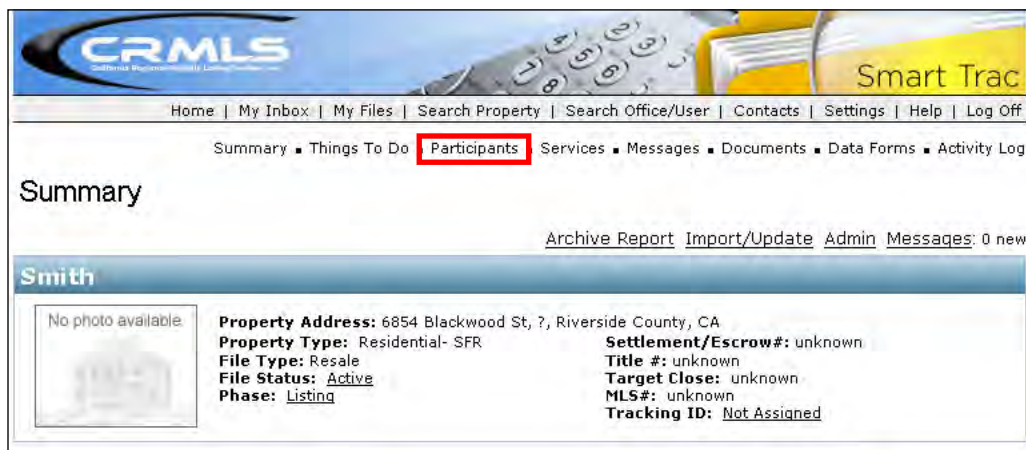 CRMLS
Smart Trac
Home | My Inbox | My Files | Search Property | Search Office/User | Contacts | Settings | Help | Log Off
Summary ▪ Things To Do ▪ Participants ▪ Services ▪ Messages ▪ Documents ▪ Data Forms ▪ Activity Log
Summary
Archive Report Import/Update Admin Messages: 0 new
Smith
No photo available
Property Address: 6854 Blackwood St, ?, Riverside County, CA
Property Type: Residential- SFR
File Type: Resale
File Status: Active
Phase: Listing
Settlement/Escrow#: unknown
Title #: unknown
Target Close: unknown
MLS#: unknown
Tracking ID: Not Assigned